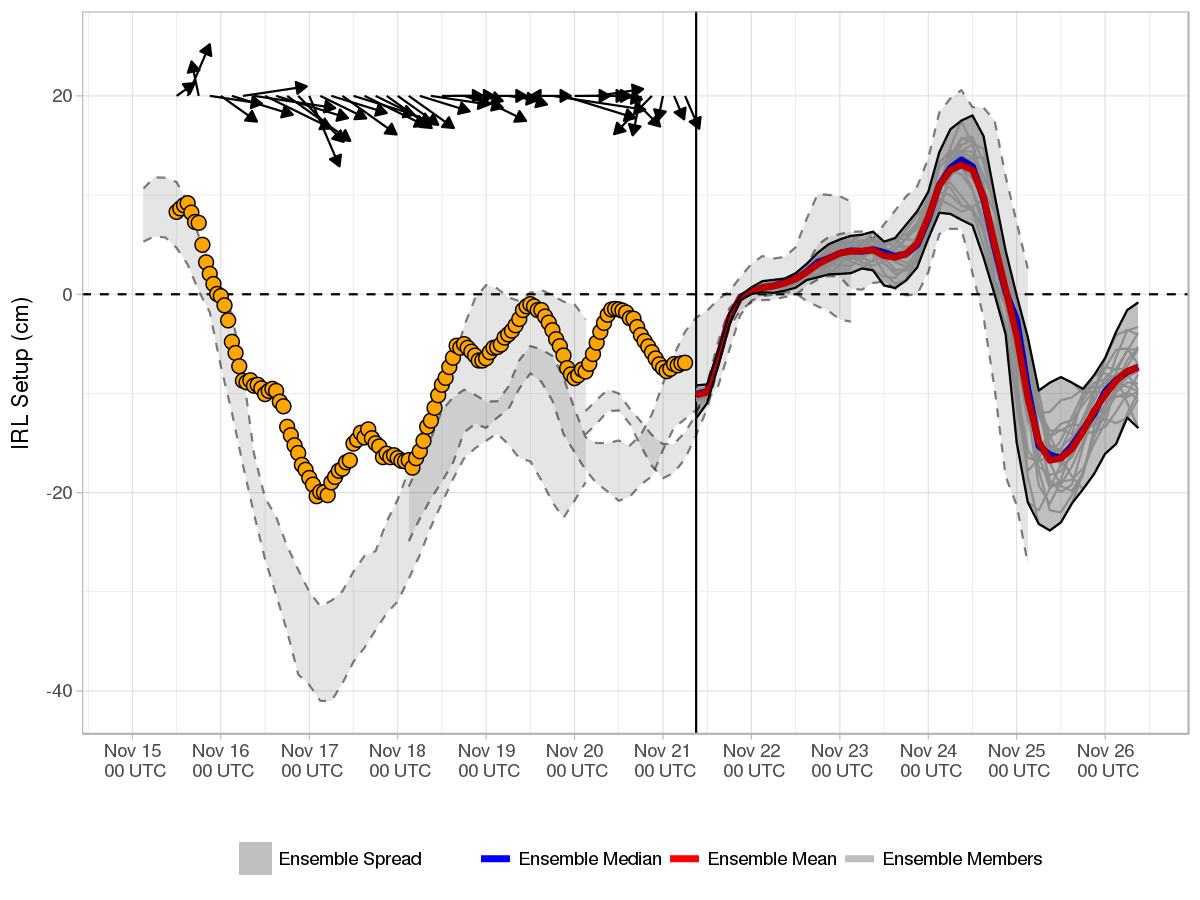 IRL Setup (cm)
20
0
-20
-40
Nov 15 Nov 16 Nov 17 Nov 18 Nov 19 Nov 20 Nov 21 Nov 22 Nov 23 Nov 24 Nov 25 Nov 26
00 UTC 00 UTC 00 UTC 00 UTC 00 UTC 00 UTC 00 UTC 00 UTC 00 UTC 00 UTC 00 UTC 00 UTC
Ensemble Spread Ensemble Median Ensemble Mean Ensemble Members